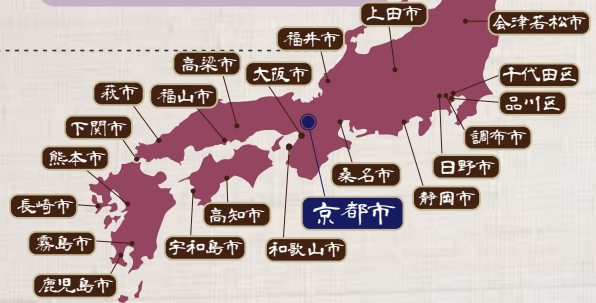 上田市
会津若松市
福井市
高梁市
大阪市
千代田区
萩市
福山市
品川区
下関市
調布市
熊本市
日野市
桑名市
静岡市
長崎市
高知市
京都市
霧島市
宇和島市
和歌山市
鹿児島市